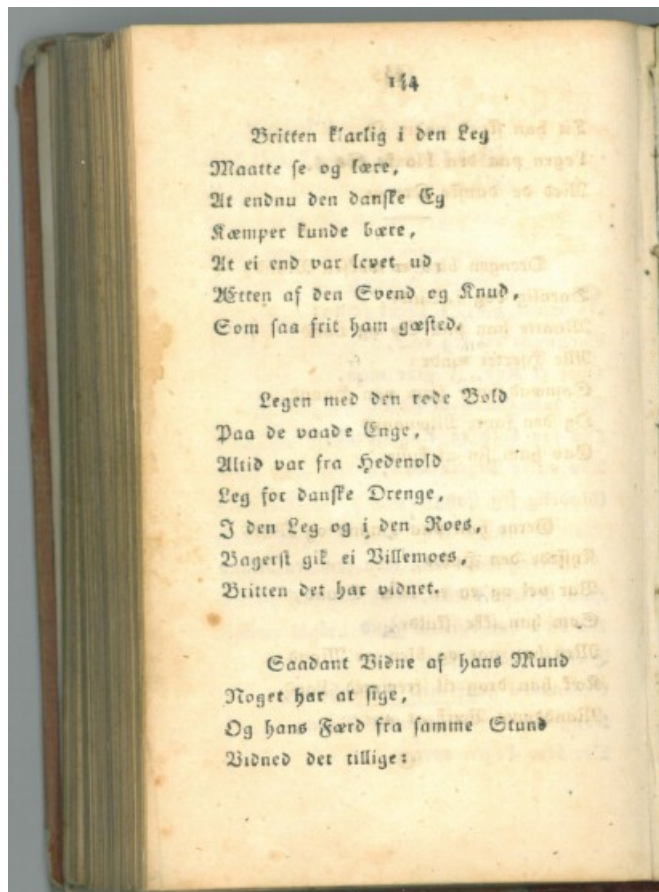 144
Britten klarlig i den Leg
Maatte se og lære,
At endnu den danske Eg
Kæmper kunde bære,
At ei end var levet ud
Ætten af den Svend og Knud,
Som saa frit ham gæsted.
Legen med den røde Bold
Paa de vaade Enge,
Altid var fra Hedenold
Leg for danske Drenge,
I den Leg og i den Roes,
Bagerst gik ei Villemoes,
Britten det har vidnet.
Saadant Vidne af hans Mund
Noget har at sige,
Og hans Færd fra samme Stund
Vidned det tillige: